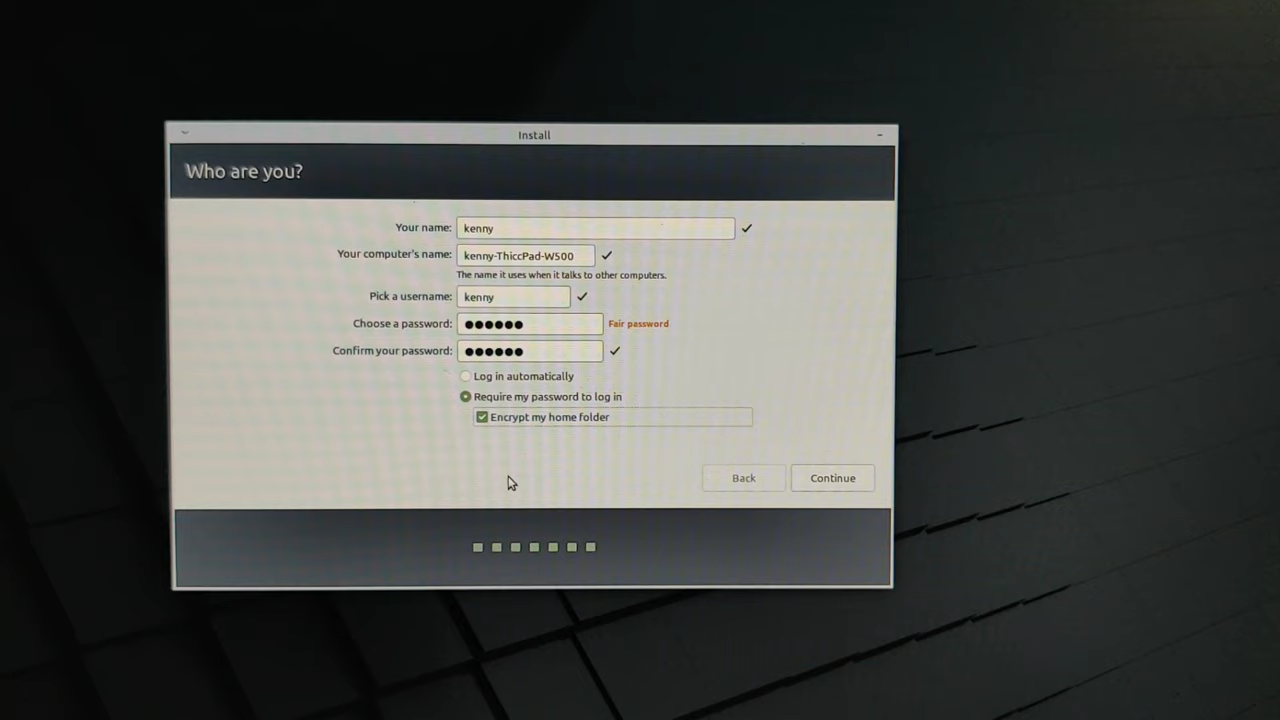 Install
Who are you?
Your name: kenny
Your computer's name: kenny-ThiccPad-W500
The name it uses when it talks to other computers.
Pick a username: kenny
Choose a password: ●●●●●● Fair password
Confirm your password: ●●●●●●
Log in automatically
Require my password to log in
Encrypt my home folder
Back Continue